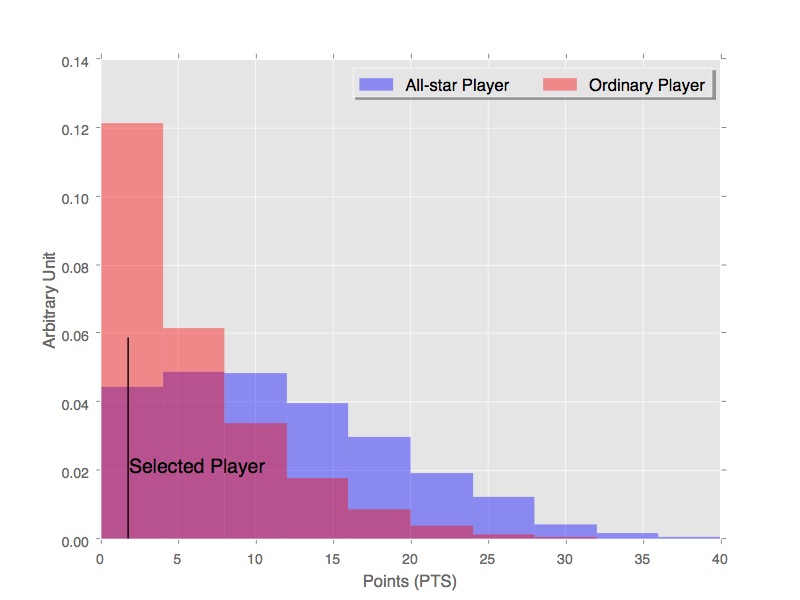 All-star Player Ordinary Player
0.14
0.12
0.10
0.08
0.06
0.04
0.02
0.00
Arbitrary Unit
Selected Player
0 5 10 15 20 25 30 35 40
Points (PTS)